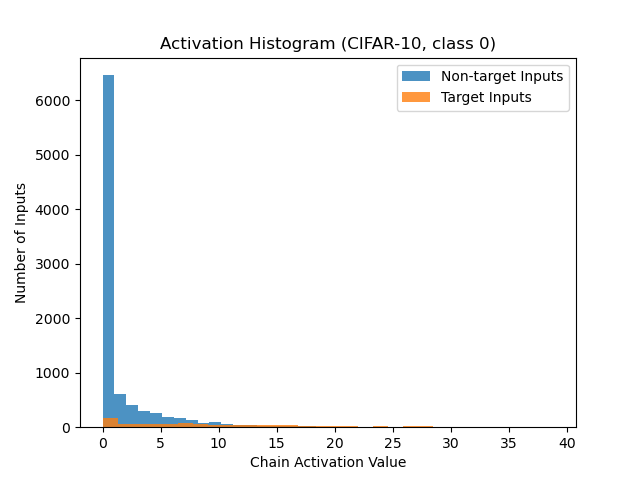 Activation Histogram (CIFAR-10, class 0)
Non-target Inputs
Target Inputs
Number of Inputs
6000
5000
4000
3000
2000
1000
0
0 5 10 15 20 25 30 35 40
Chain Activation Value